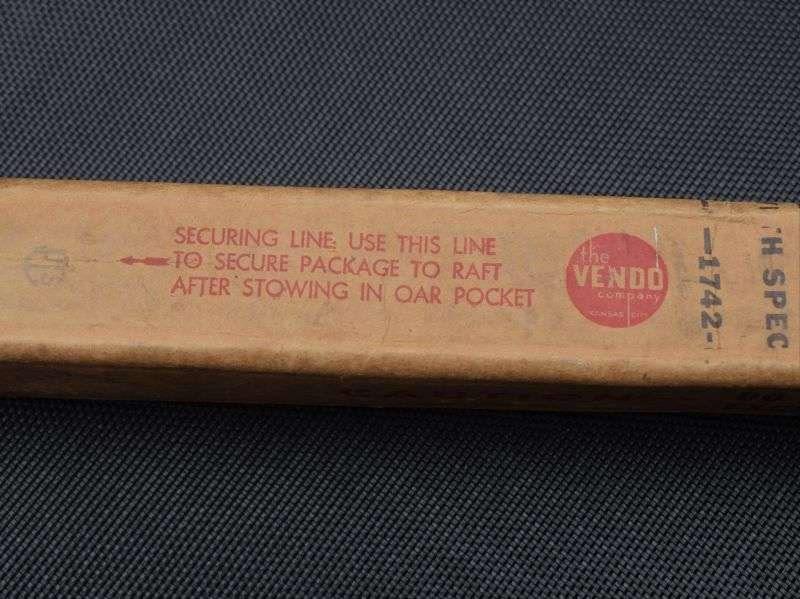 SECURING LINE: USE THIS LINE
TO SECURE PACKAGE TO RAFT
AFTER STOWING IN OAR POCKET
the
VENDO
company
KANSAS CITY
H SPEC
—1742-
CAUTION